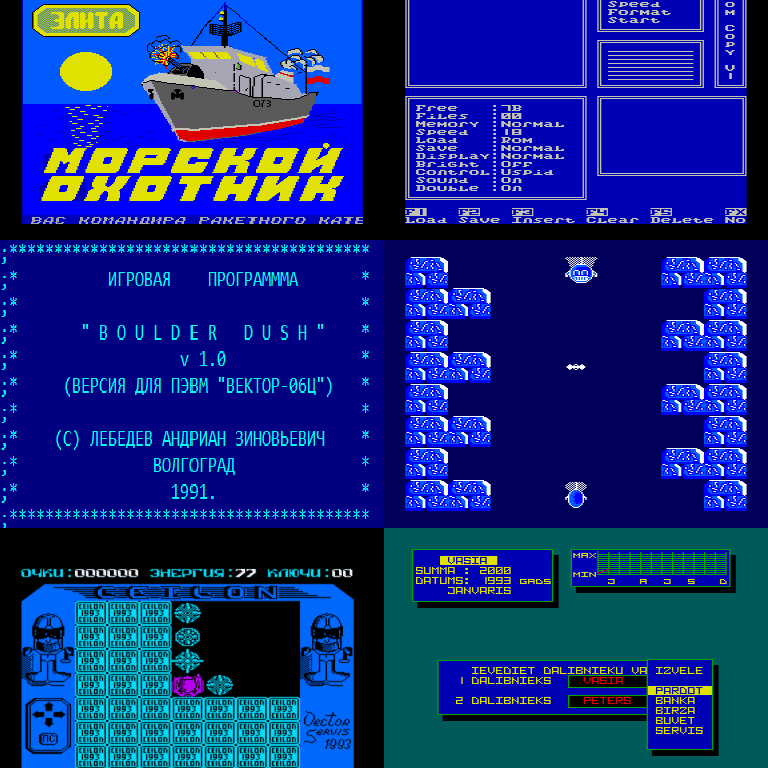 ЭЛИТА
073
МОРСКОЙ
ОХОТНИК
ВАС КОМАНДИРА РАКЕТНОГО КАТЕ
Speed
Format
Start
OM COPY V1
Free :7B
Files :00
Memory :Normal
Speed :18
Load :Rom
Save :Normal
Display:Normal
Bright :Off
Control:Uspid
Sound :On
Double :On
F1 F2 F3 F4 F5 FX
Load Save Insert Clear Delete No
;****************************************
;* ИГРОВАЯ ПРОГРАМММА *
;* *
;* " B O U L D E R D U S H " *
;* v 1.0 *
;* (ВЕРСИЯ ДЛЯ ПЭВМ "ВЕКТОР-06Ц") *
;* *
;* (C) ЛЕБЕДЕВ АНДРИАН ЗИНОВЬЕВИЧ *
;* ВОЛГОГРАД *
;* 1991. *
;****************************************
ОЧКИ:000000 ЭНЕРГИЯ:77 КЛЮЧИ:00
CEILON
CEILON 1993
ПС
Vector
Servis
1993
VASIA
SUMMA : 2000
DATUMS: 1993 GADS
JANVARIS
MAX
MIN
J A J S D
IEVEDIET DALIBNIEKU VA
1 DALIBNIEKS VASIA
2 DALIBNIEKS PETERS
IZVELE
PARDOT
BANKA
BIRZA
BUVET
SERVIS